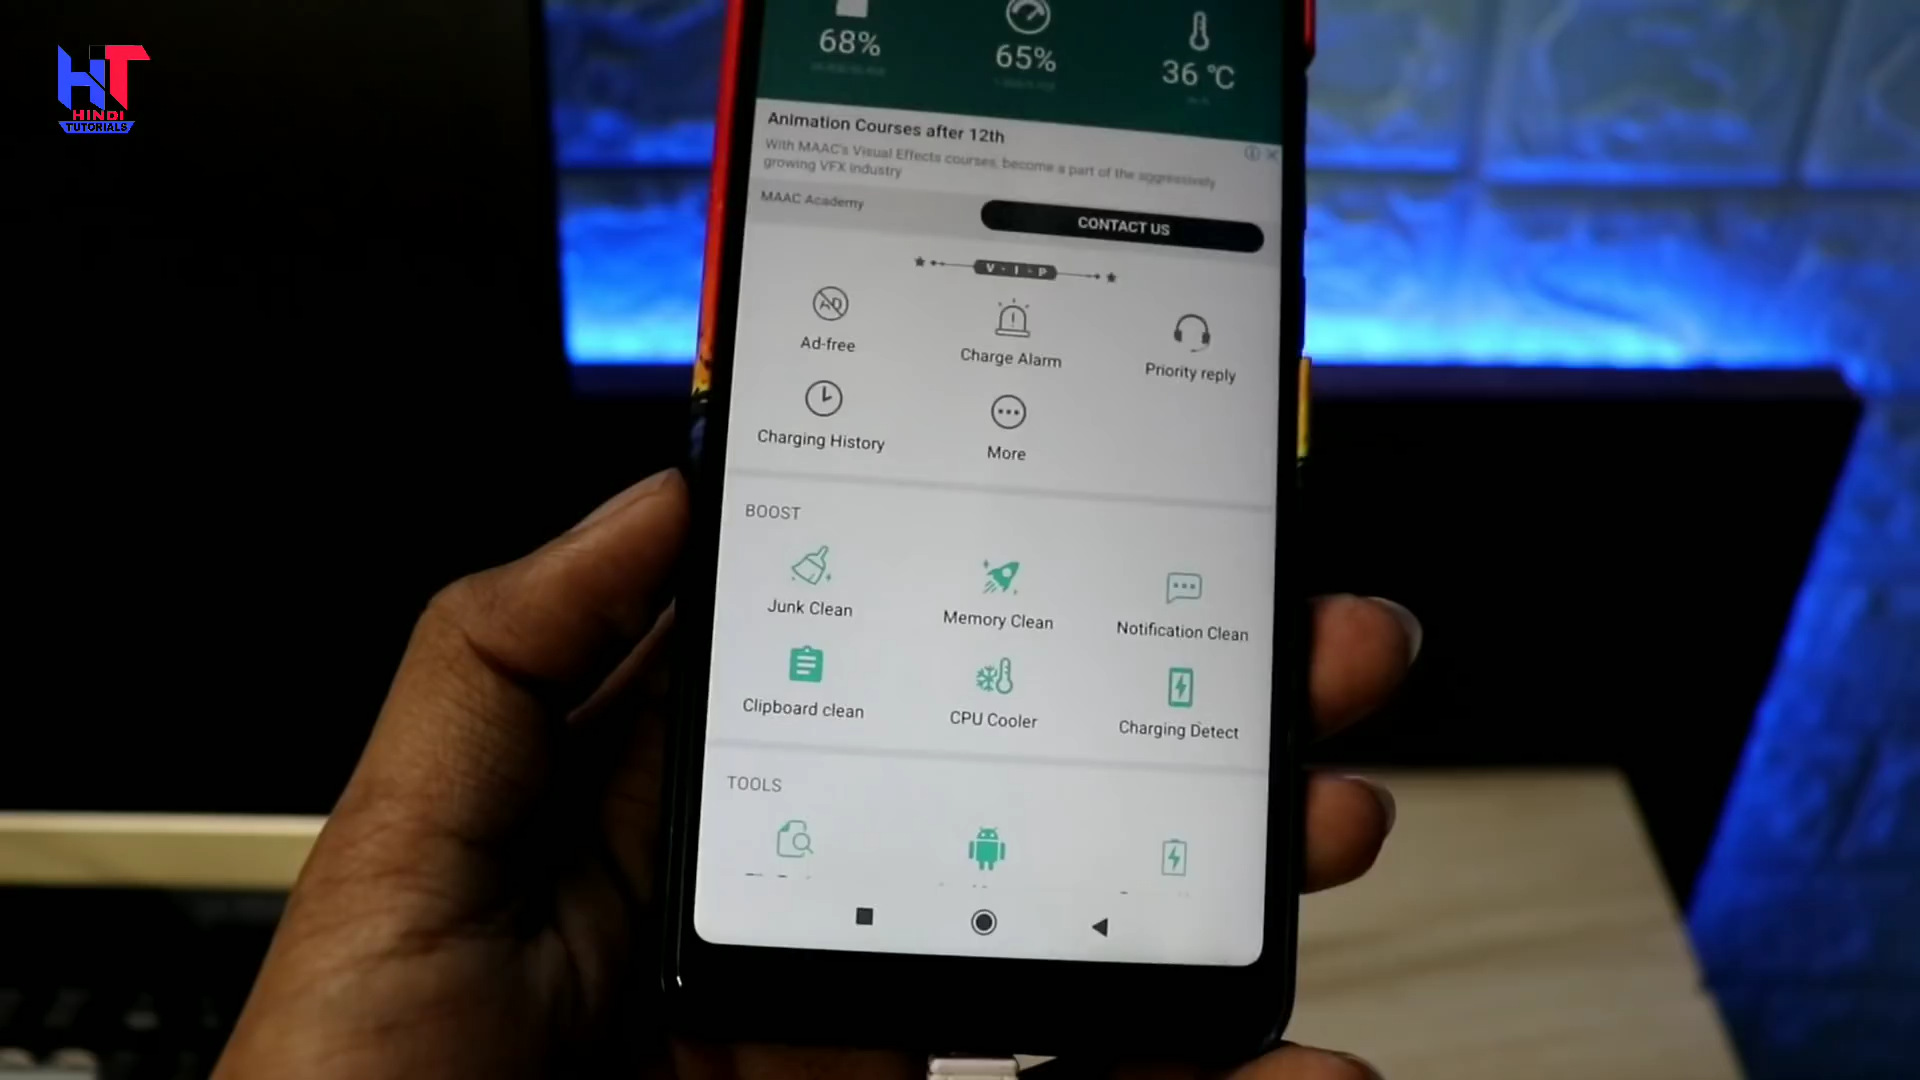 HT
HINDI
TUTORIALS
68%
65%
36 ℃
Animation Courses after 12th
With MAAC's Visual Effects courses, become a part of the aggressively
growing VFX industry
MAAC Academy
CONTACT US
V · I · P
AD
Ad-free
Charge Alarm
Priority reply
Charging History
More
BOOST
Junk Clean
Memory Clean
Notification Clean
Clipboard clean
CPU Cooler
Charging Detect
TOOLS